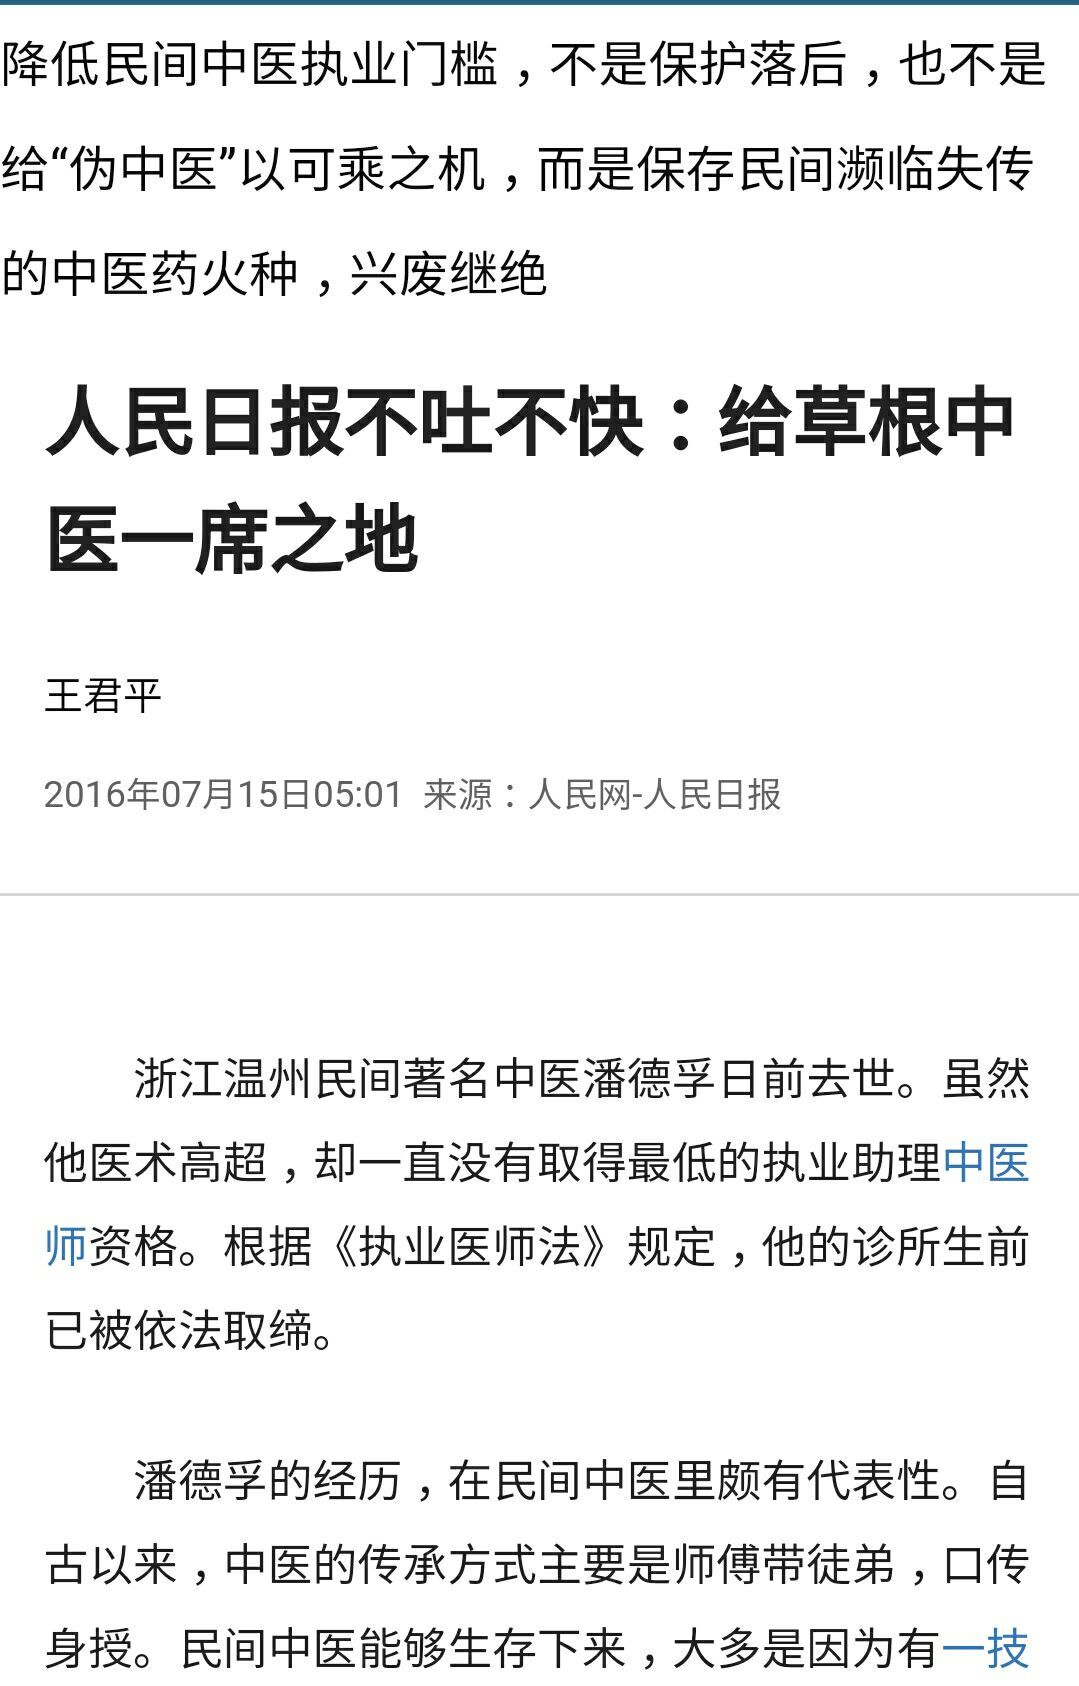 降低民间中医执业门槛，不是保护落后，也不是
给“伪中医”以可乘之机，而是保存民间濒临失传
的中医药火种，兴废继绝
人民日报不吐不快：给草根中
医一席之地
王君平
2016年07月15日05:01 来源：人民网-人民日报
浙江温州民间著名中医潘德孚日前去世。虽然
他医术高超，却一直没有取得最低的执业助理中医
师资格。根据《执业医师法》规定，他的诊所生前
已被依法取缔。
潘德孚的经历，在民间中医里颇有代表性。自
古以来，中医的传承方式主要是师傅带徒弟，口传
身授。民间中医能够生存下来，大多是因为有一技